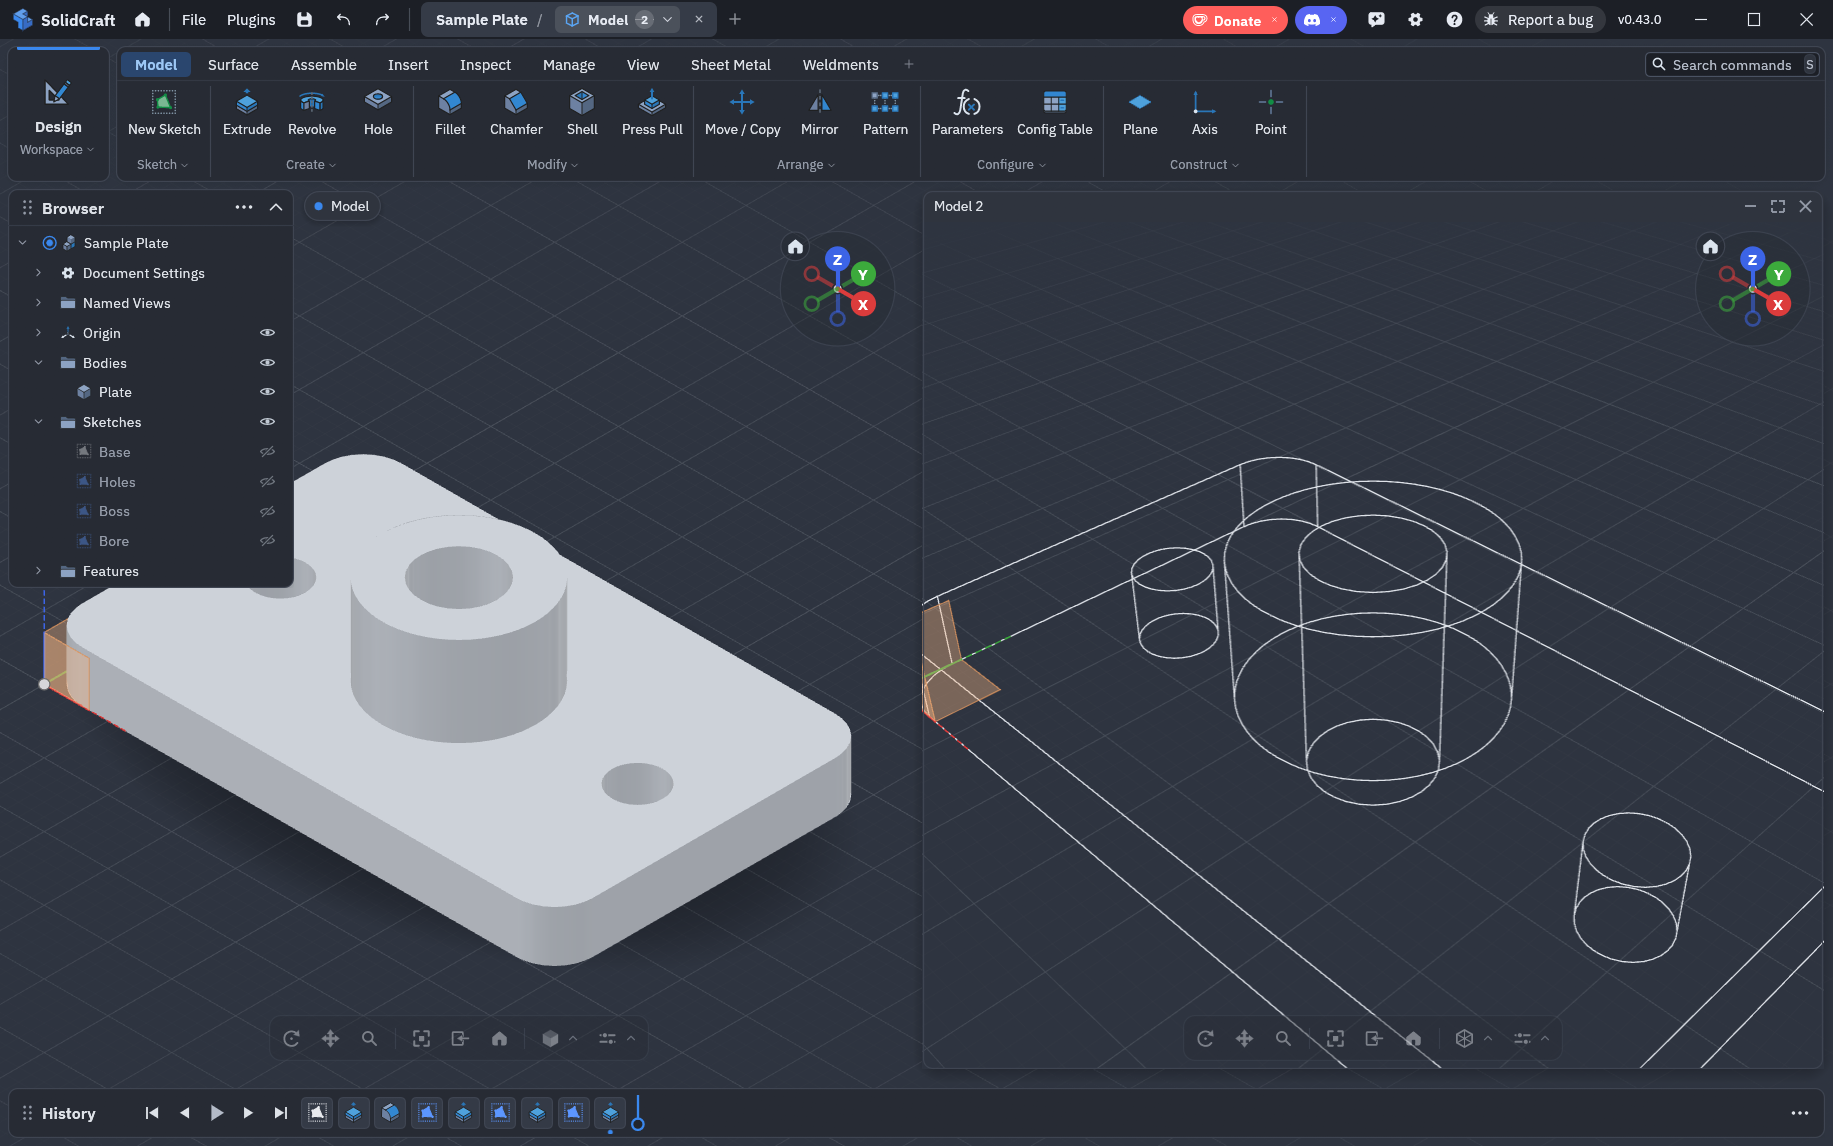 SolidCraft File Plugins Sample Plate / Model 2 Donate Report a bug v0.43.0
Design
Workspace
Model Surface Assemble Insert Inspect Manage View Sheet Metal Weldments Search commands S
New Sketch Extrude Revolve Hole Fillet Chamfer Shell Press Pull Move / Copy Mirror Pattern Parameters Config Table Plane Axis Point
Sketch Create Modify Arrange Configure Construct
Browser
Sample Plate
Document Settings
Named Views
Origin
Bodies
Plate
Sketches
Base
Holes
Boss
Bore
Features
Model
Z
Y
X
Model 2
Z
Y
X
History